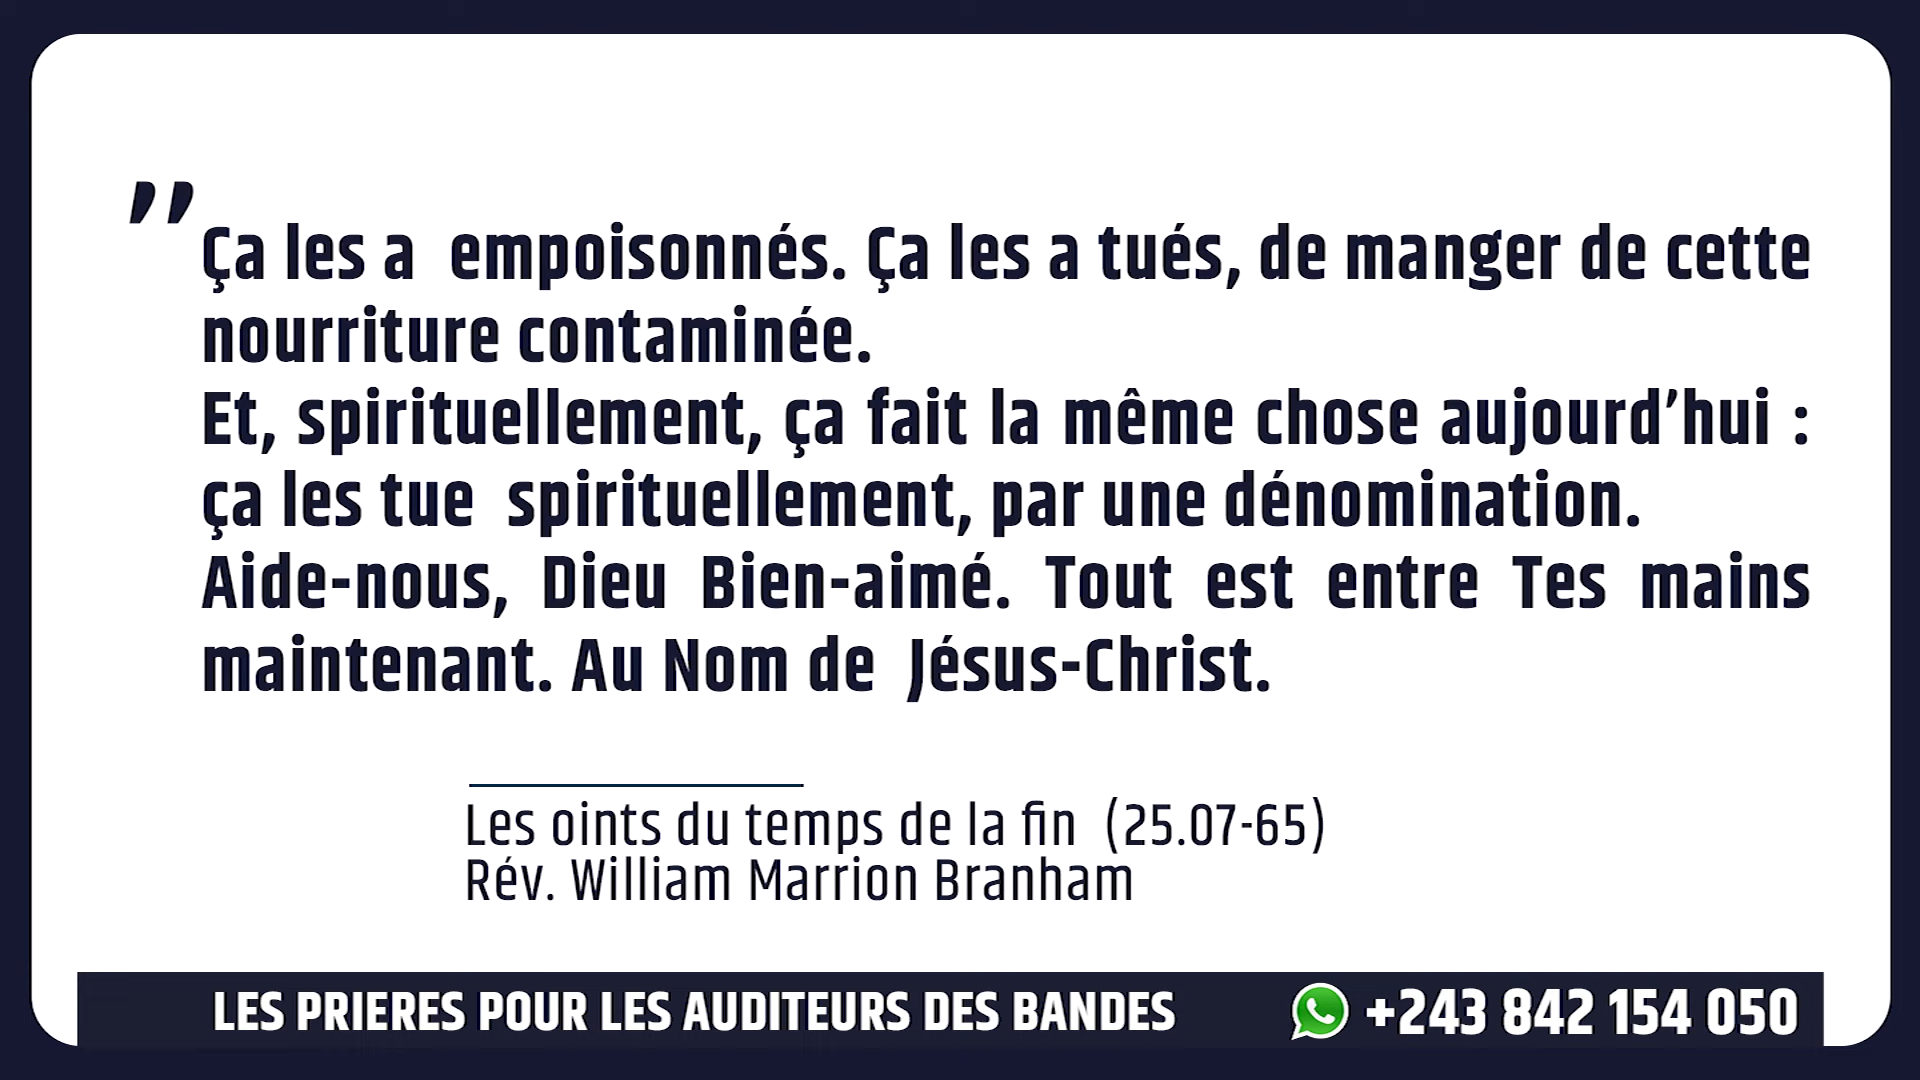 ”
Ça les a empoisonnés. Ça les a tués, de manger de cette
nourriture contaminée.
Et, spirituellement, ça fait la même chose aujourd’hui :
ça les tue spirituellement, par une dénomination.
Aide-nous, Dieu Bien-aimé. Tout est entre Tes mains
maintenant. Au Nom de Jésus-Christ.
Les oints du temps de la fin (25.07-65)
Rév. William Marrion Branham
LES PRIERES POUR LES AUDITEURS DES BANDES
+243 842 154 050